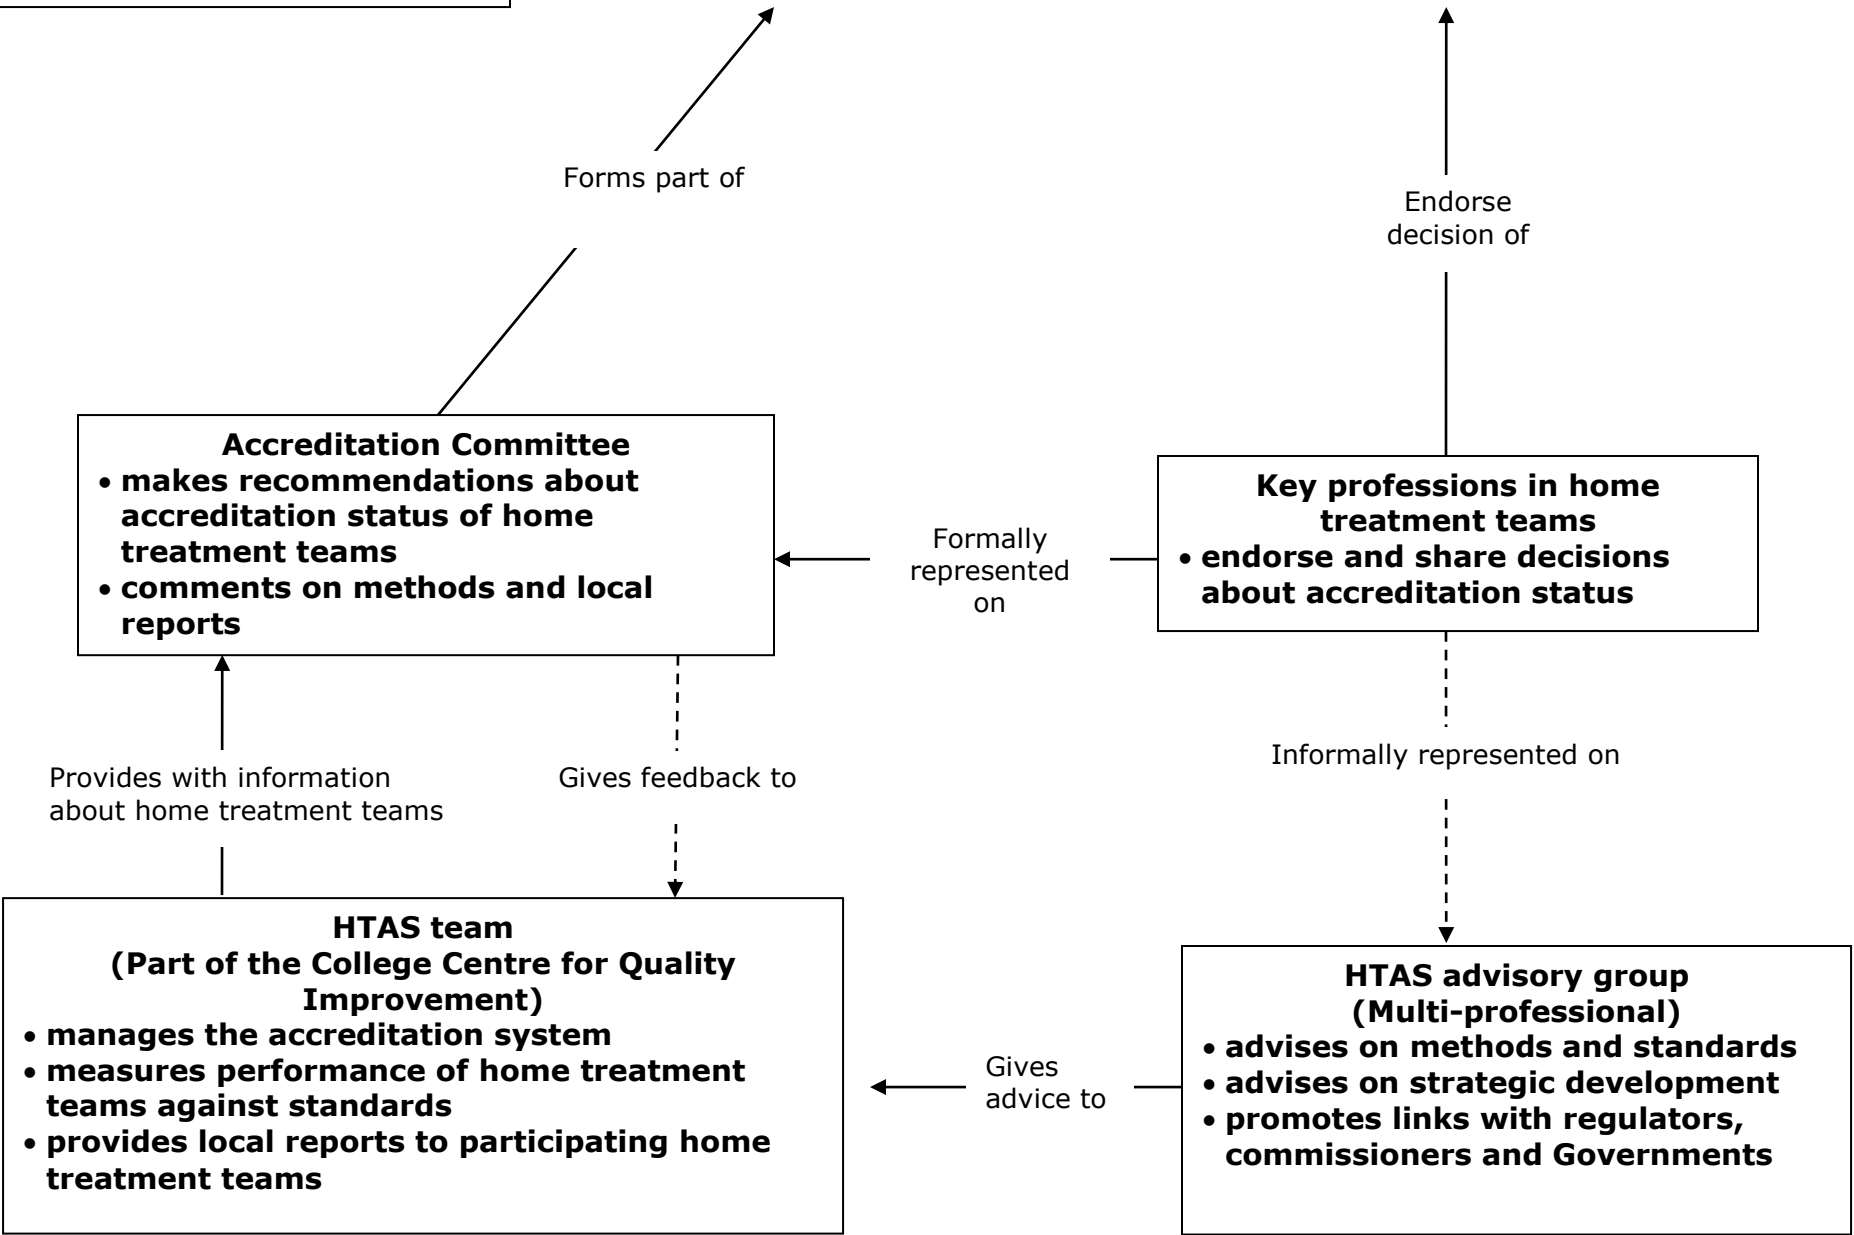 Forms part of
Endorse
decision of
Accreditation Committee
• makes recommendations about
accreditation status of home
treatment teams
• comments on methods and local
reports
Formally
represented
on
Key professions in home
treatment teams
• endorse and share decisions
about accreditation status
Provides with information
about home treatment teams
Gives feedback to
Informally represented on
HTAS team
(Part of the College Centre for Quality
Improvement)
• manages the accreditation system
• measures performance of home treatment
teams against standards
• provides local reports to participating home
treatment teams
Gives
advice to
HTAS advisory group
(Multi-professional)
• advises on methods and standards
• advises on strategic development
• promotes links with regulators,
commissioners and Governments